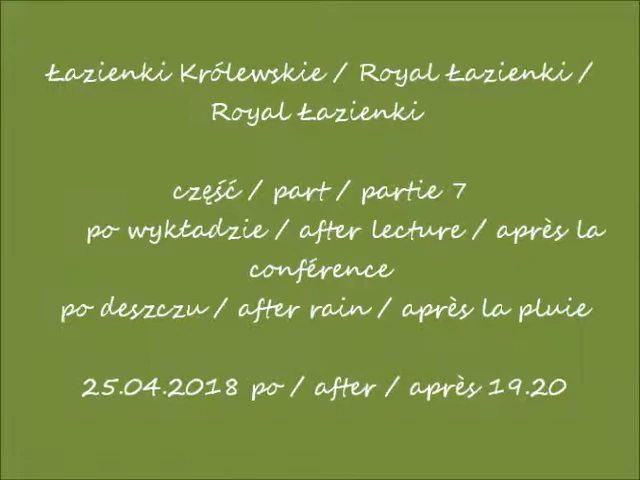 Łazienki Królewskie / Royal Łazienki /
Royal Łazienki
część / part / partie 7
po wykładzie / after lecture / après la
conférence
po deszczu / after rain / après la pluie
25.04.2018 po / after / après 19.20